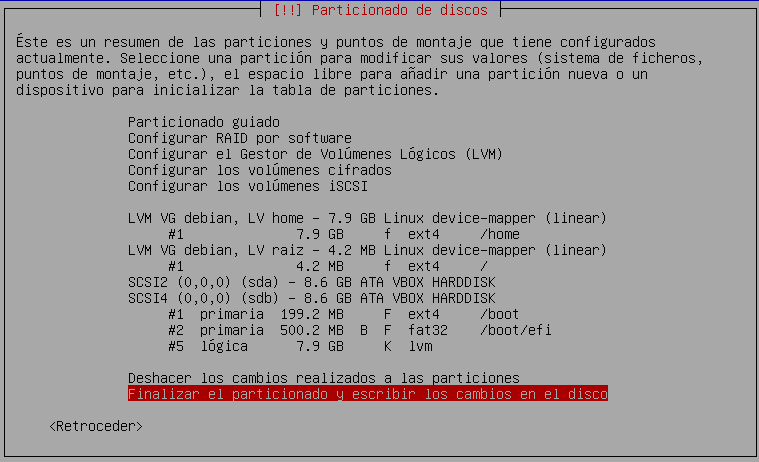 [!!] Particionado de discos
Éste es un resumen de las particiones y puntos de montaje que tiene configurados
actualmente. Seleccione una partición para modificar sus valores (sistema de ficheros,
puntos de montaje, etc.), el espacio libre para añadir una partición nueva o un
dispositivo para inicializar la tabla de particiones.
Particionado guiado
Configurar RAID por software
Configurar el Gestor de Volúmenes Lógicos (LVM)
Configurar los volúmenes cifrados
Configurar los volúmenes iSCSI
LVM VG debian, LV home – 7.9 GB Linux device-mapper (linear)
#1 7.9 GB f ext4 /home
LVM VG debian, LV raiz – 4.2 MB Linux device-mapper (linear)
#1 4.2 MB f ext4 /
SCSI2 (0,0,0) (sda) – 8.6 GB ATA VBOX HARDDISK
SCSI4 (0,0,0) (sdb) – 8.6 GB ATA VBOX HARDDISK
#1 primaria 199.2 MB F ext4 /boot
#2 primaria 500.2 MB B F fat32 /boot/efi
#5 lógica 7.9 GB K lvm
Deshacer los cambios realizados a las particiones
Finalizar el particionado y escribir los cambios en el disco
<Retroceder>